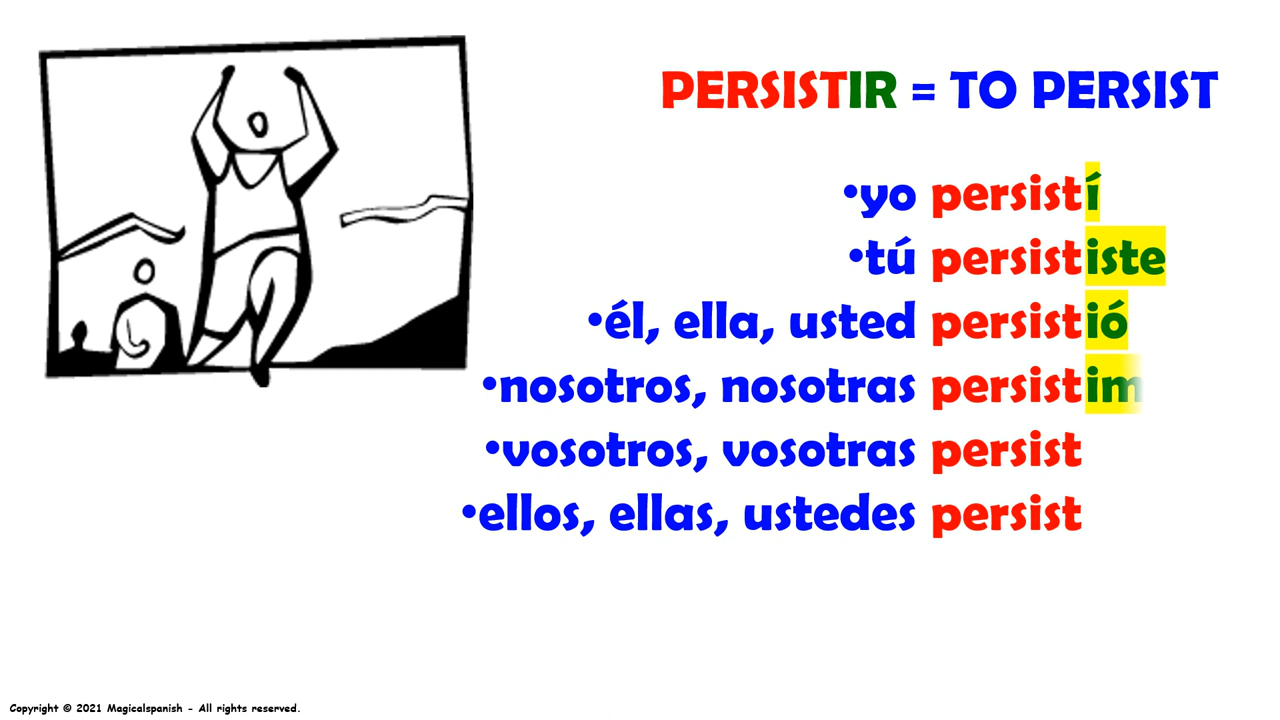 PERSISTIR = TO PERSIST
•yo persistí
•tú persististe
•él, ella, usted persistió
•nosotros, nosotras persistim
•vosotros, vosotras persist
•ellos, ellas, ustedes persist
Copyright © 2021 Magicalspanish - All rights reserved.